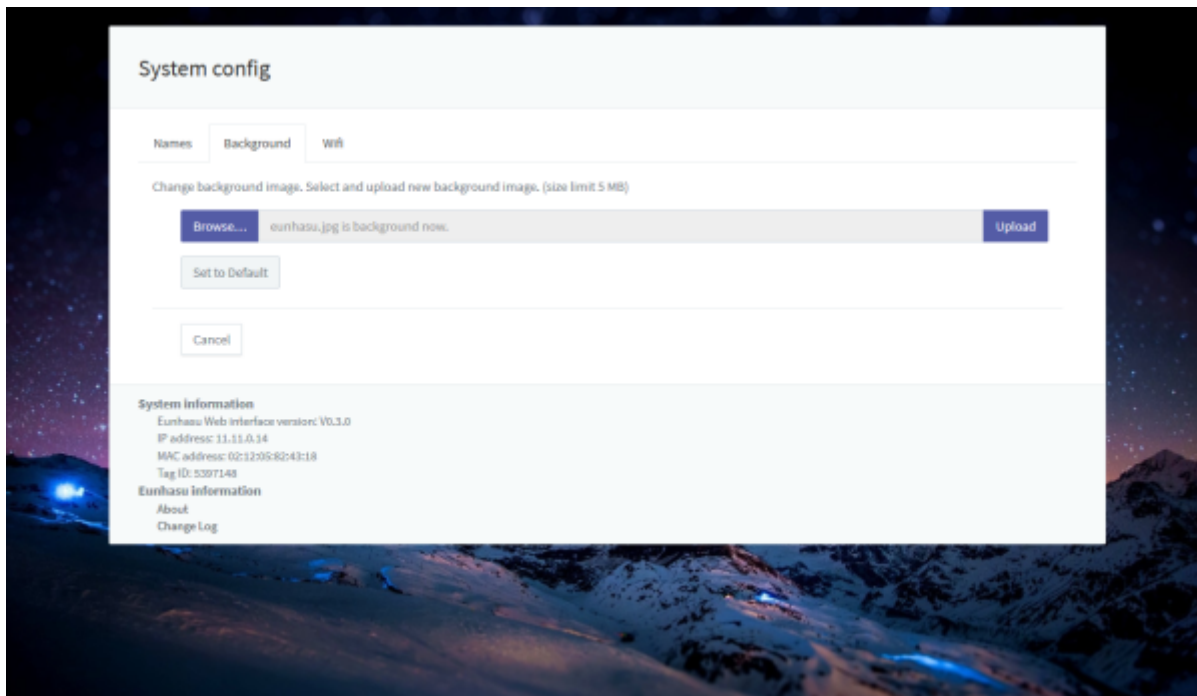 System config
Names Background Wifi
Change background image. Select and upload new background image. (size limit 5 MB)
Browse... eunhasu.jpg is background now. Upload
Set to Default
Cancel
System information
Eunhasu Web interface version: V0.3.0
IP address: 11.11.0.14
MAC address: 02:12:05:82:43:18
Tag ID: 5397148
Eunhasu information
About
Change Log